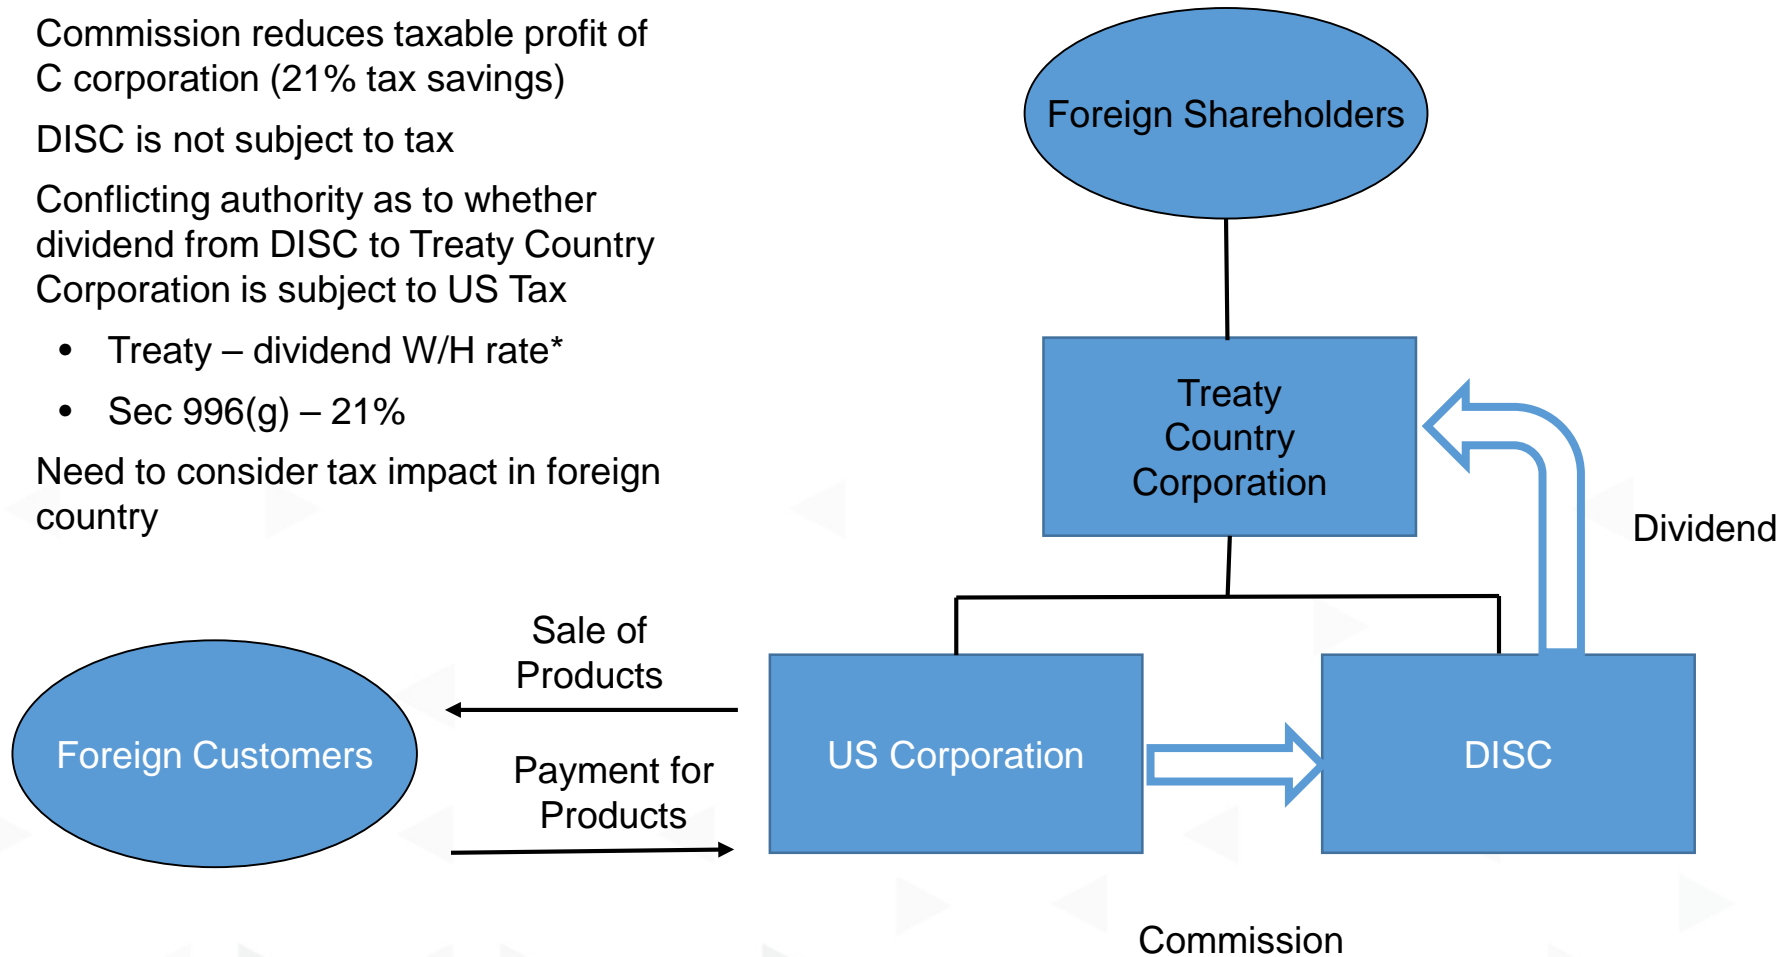 Commission reduces taxable profit of
C corporation (21% tax savings)
DISC is not subject to tax
Conflicting authority as to whether
dividend from DISC to Treaty Country
Corporation is subject to US Tax
• Treaty – dividend W/H rate*
• Sec 996(g) – 21%
Need to consider tax impact in foreign
country
Foreign Shareholders
Treaty
Country
Corporation
Dividend
Sale of
Products
Foreign Customers
Payment for
Products
US Corporation
DISC
Commission